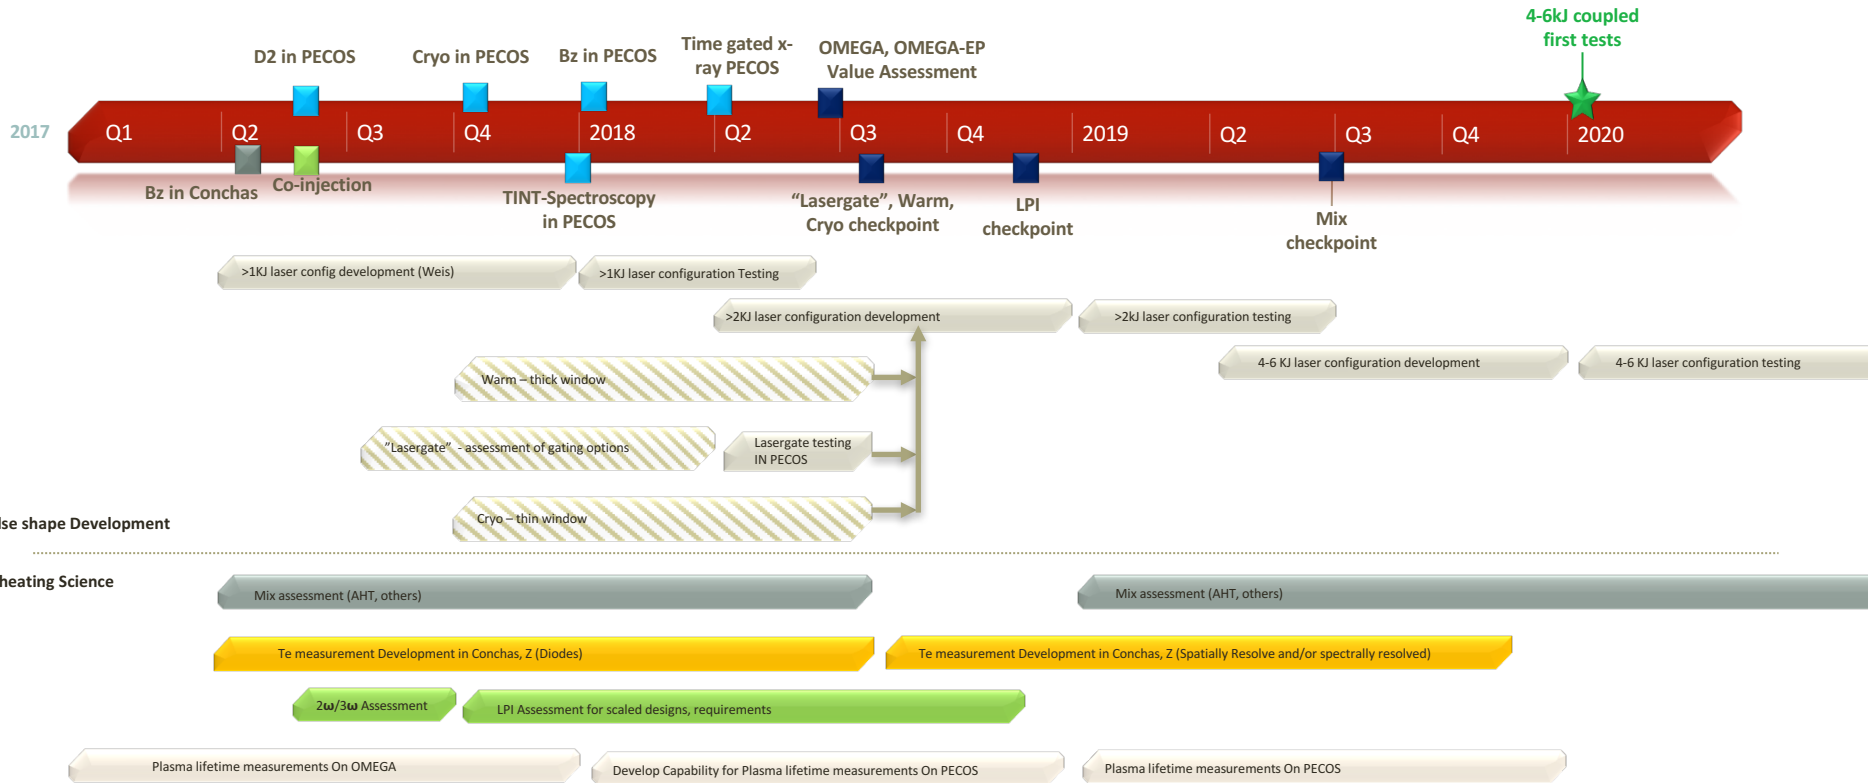 4-6kJ coupled
first tests
D2 in PECOS
Cryo in PECOS
Bz in PECOS
Time gated x-
ray PECOS
OMEGA, OMEGA-EP
Value Assessment
2017
Q1
Q2
Q3
Q4
2018
Q2
Q3
Q4
2019
Q2
Q3
Q4
2020
Bz in Conchas
Co-injection
TINT-Spectroscopy
in PECOS
“Lasergate”, Warm,
Cryo checkpoint
LPI
checkpoint
Mix
checkpoint
>1KJ laser config development (Weis)
>1KJ laser configuration Testing
>2KJ laser configuration development
>2kJ laser configuration testing
4-6 KJ laser configuration development
4-6 KJ laser configuration testing
Warm – thick window
”Lasergate” - assessment of gating options
Lasergate testing
IN PECOS
Cryo – thin window
lse shape Development
heating Science
Mix assessment (AHT, others)
Mix assessment (AHT, others)
Te measurement Development in Conchas, Z (Diodes)
Te measurement Development in Conchas, Z (Spatially Resolve and/or spectrally resolved)
2ω/3ω Assessment
LPI Assessment for scaled designs, requirements
Plasma lifetime measurements On OMEGA
Develop Capability for Plasma lifetime measurements On PECOS
Plasma lifetime measurements On PECOS